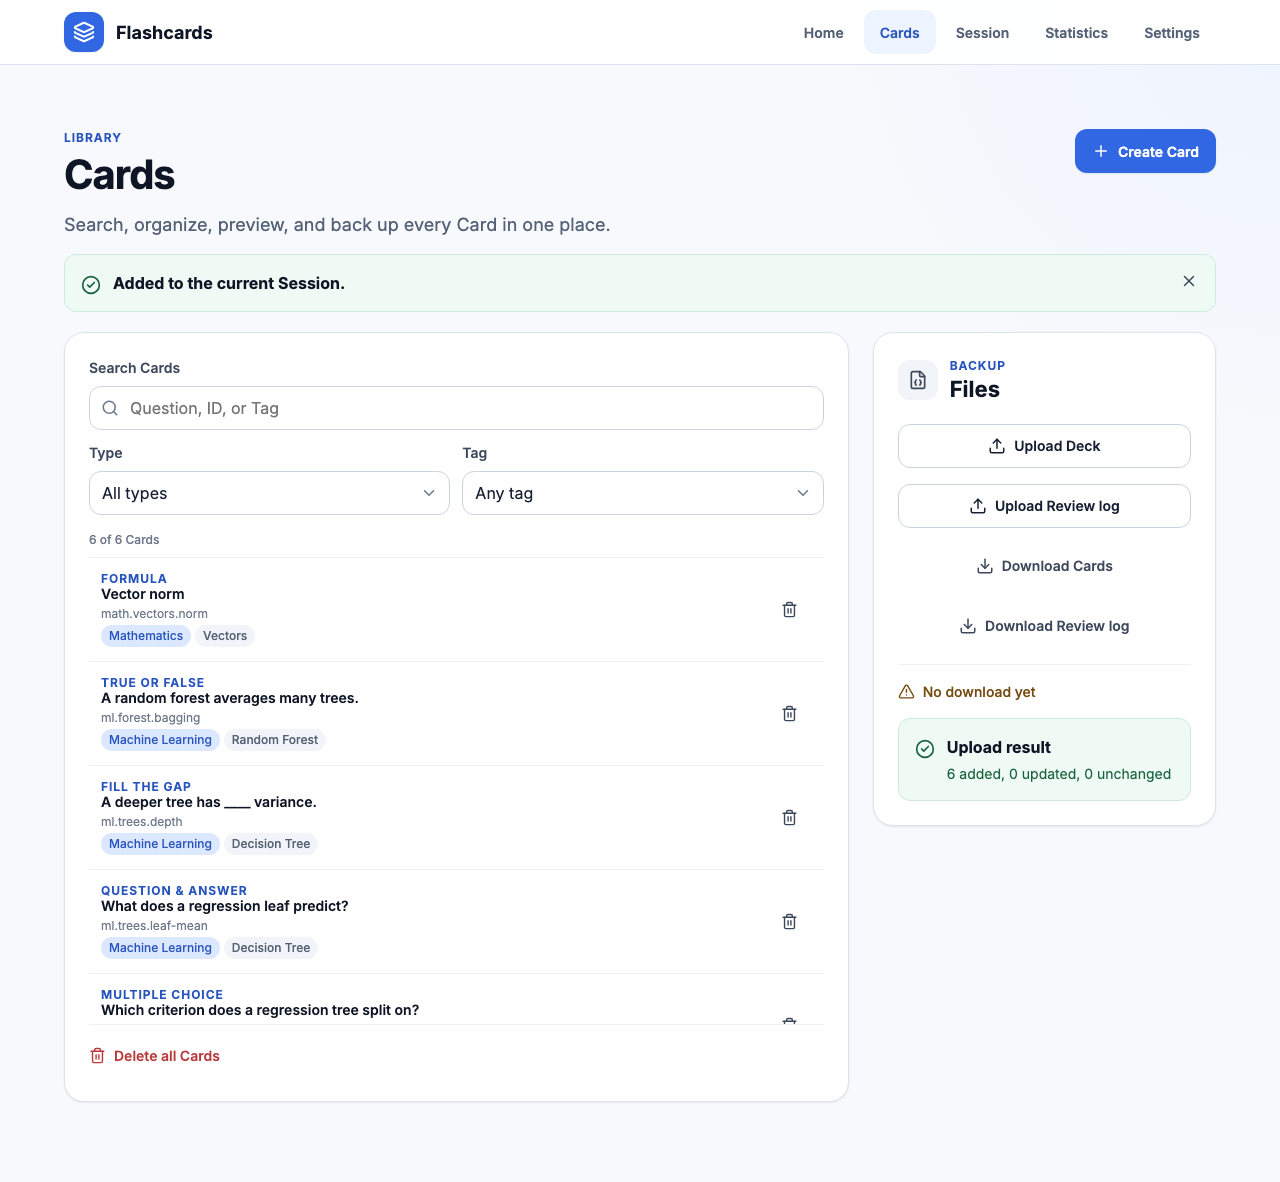 Flashcards
Home
Cards
Session
Statistics
Settings
LIBRARY
Cards
Search, organize, preview, and back up every Card in one place.
Create Card
Added to the current Session.
Search Cards
Question, ID, or Tag
Type
Tag
All types
Any tag
6 of 6 Cards
FORMULA
Vector norm
math.vectors.norm
Mathematics
Vectors
TRUE OR FALSE
A random forest averages many trees.
ml.forest.bagging
Machine Learning
Random Forest
FILL THE GAP
A deeper tree has ____ variance.
ml.trees.depth
Machine Learning
Decision Tree
QUESTION & ANSWER
What does a regression leaf predict?
ml.trees.leaf-mean
Machine Learning
Decision Tree
MULTIPLE CHOICE
Which criterion does a regression tree split on?
Delete all Cards
BACKUP
Files
Upload Deck
Upload Review log
Download Cards
Download Review log
No download yet
Upload result
6 added, 0 updated, 0 unchanged